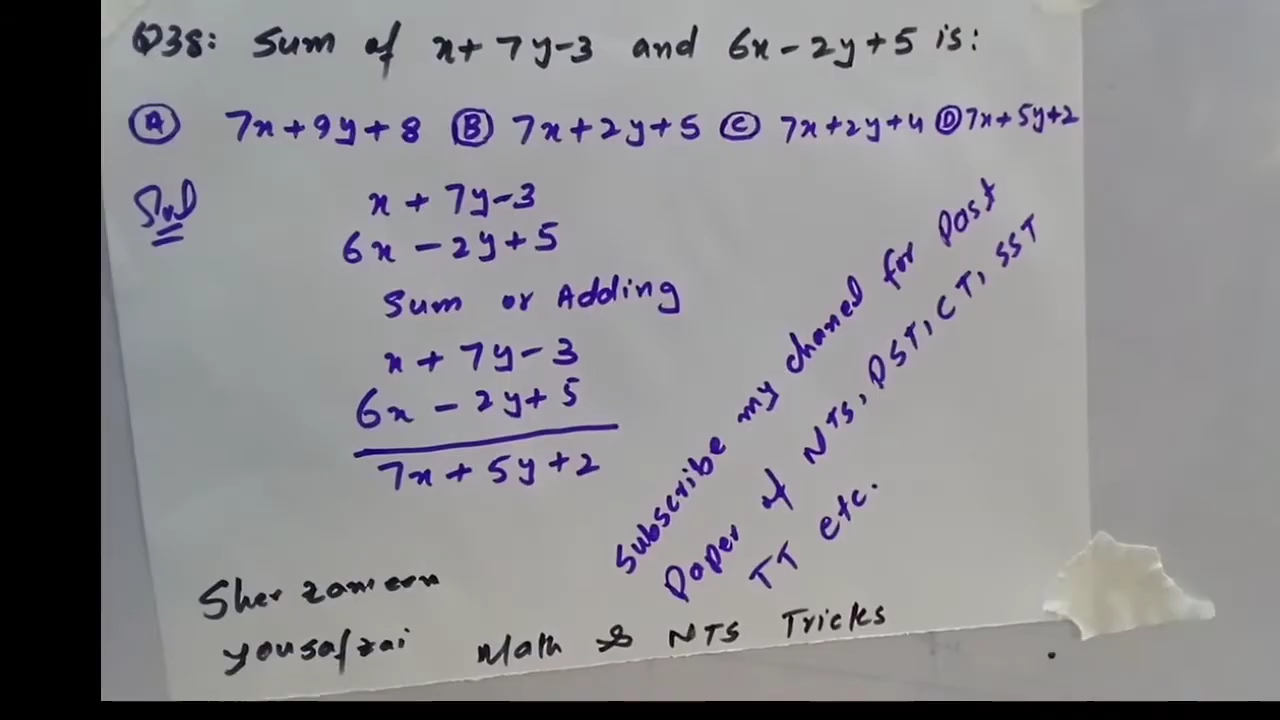 Q38: Sum of x+7y-3 and 6x-2y+5 is:
(A) 7x+9y+8 (B) 7x+2y+5 (C) 7x+2y+4 (D) 7x+5y+2
Sol
x+7y-3
6x-2y+5
Sum or Adding
x+7y-3
6x-2y+5
7x+5y+2
Subscribe my chanel for past
Paper of NTS, PST, CT, SST
TT etc.
Sher zameen
yousafzai Math & NTS Tricks